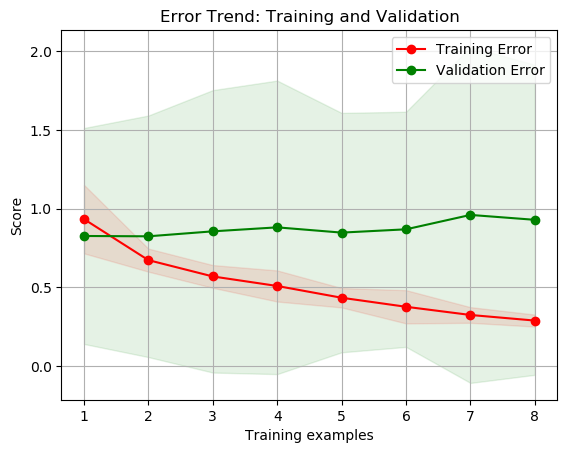 Error Trend: Training and Validation
Training Error
Validation Error
2.0
1.5
1.0
0.5
0.0
Score
1 2 3 4 5 6 7 8
Training examples